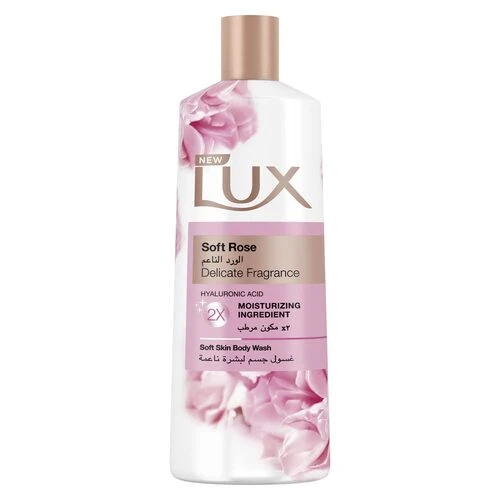 NEW
LUX
Soft Rose
الورد الناعم
Delicate Fragrance
HYALURONIC ACID
2X MOISTURIZING
INGREDIENT
x٢ مكون مرطب
Soft Skin Body Wash
غسول جسم لبشرة ناعمة